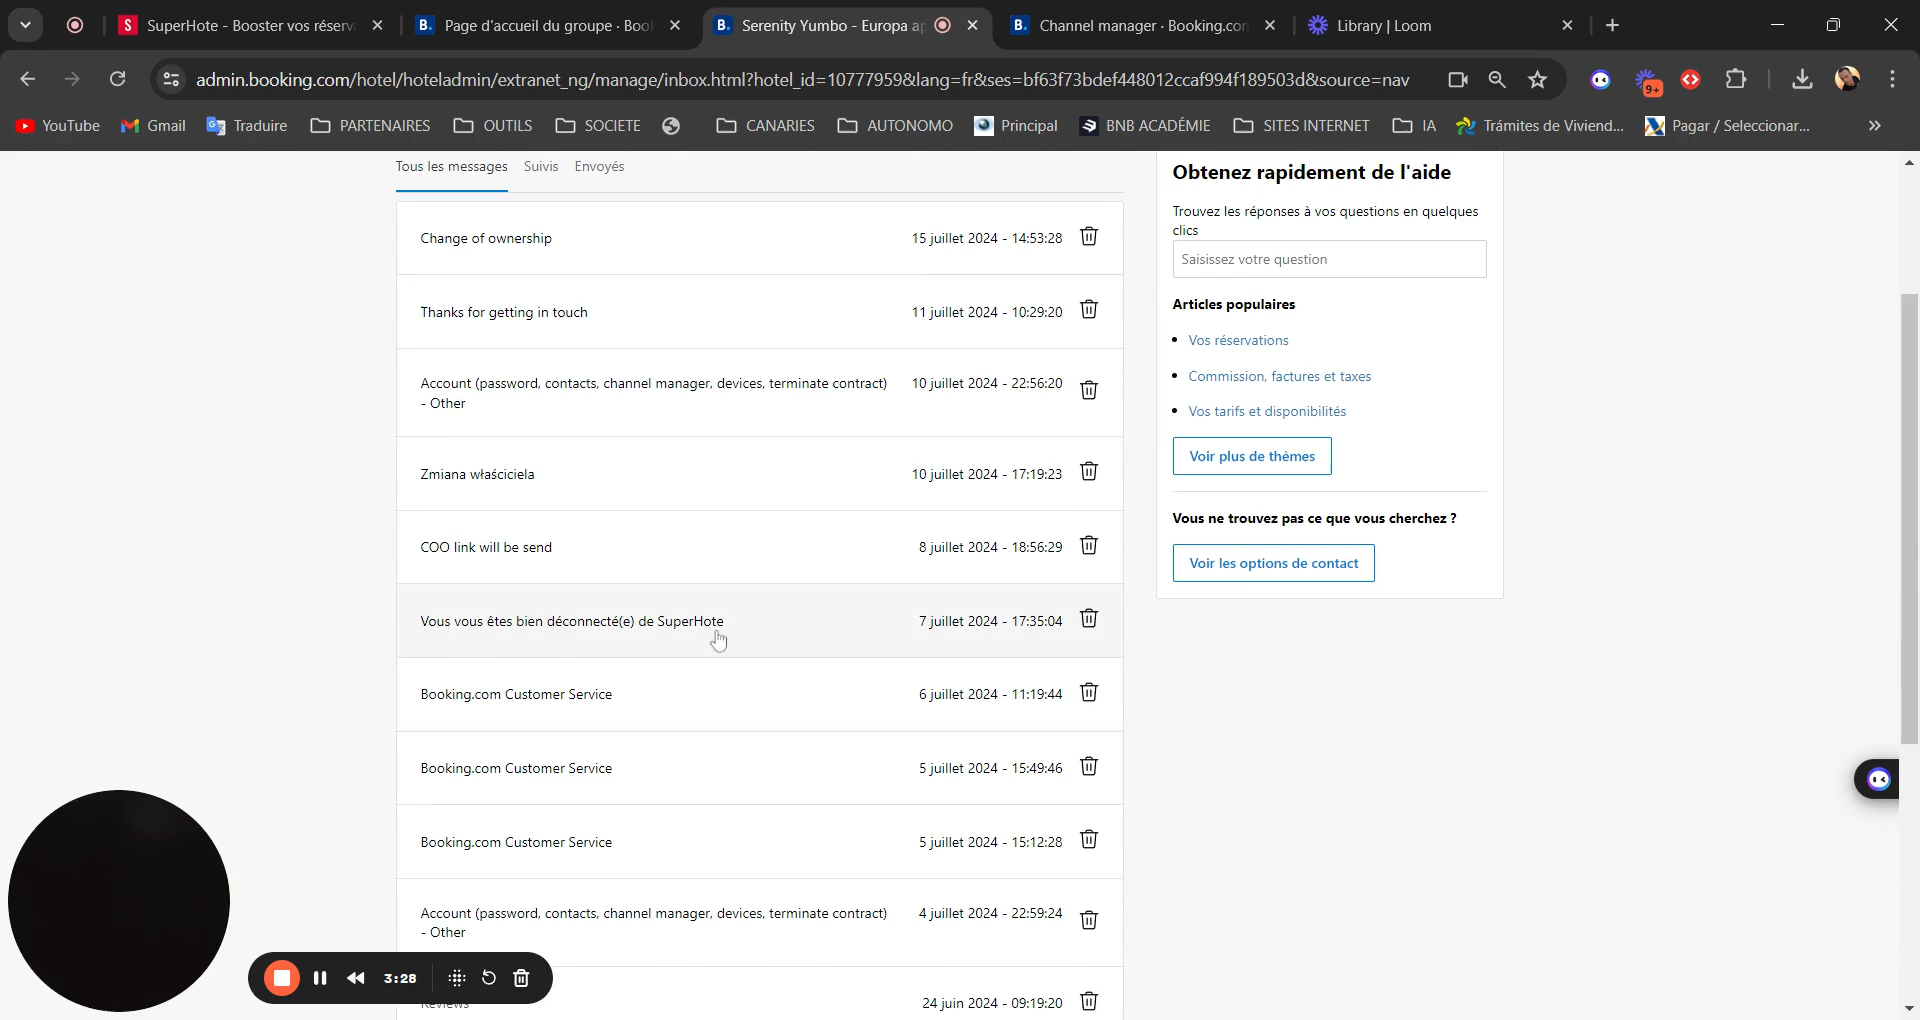 SuperHote - Booster vos réserv
Page d'accueil du groupe · Boo
Serenity Yumbo - Europa a
Channel manager · Booking.co
Library | Loom
admin.booking.com/hotel/hoteladmin/extranet_ng/manage/inbox.html?hotel_id=10777959&lang=fr&ses=bf63f73bdef448012ccaf994f189503d&source=nav
9+
YouTube
Gmail
Traduire
PARTENAIRES
OUTILS
SOCIETE
CANARIES
AUTONOMO
Principal
BNB ACADÉMIE
SITES INTERNET
IA
Trámites de Viviend...
Pagar / Seleccionar...
Tous les messages Suivis Envoyés
Change of ownership 15 juillet 2024 - 14:53:28
Thanks for getting in touch 11 juillet 2024 - 10:29:20
Account (password, contacts, channel manager, devices, terminate contract) 10 juillet 2024 - 22:56:20
- Other
Zmiana właściciela 10 juillet 2024 - 17:19:23
COO link will be send 8 juillet 2024 - 18:56:29
Vous vous êtes bien déconnecté(e) de SuperHote 7 juillet 2024 - 17:35:04
Booking.com Customer Service 6 juillet 2024 - 11:19:44
Booking.com Customer Service 5 juillet 2024 - 15:49:46
Booking.com Customer Service 5 juillet 2024 - 15:12:28
Account (password, contacts, channel manager, devices, terminate contract) 4 juillet 2024 - 22:59:24
- Other
Reviews 24 juin 2024 - 09:19:20
Obtenez rapidement de l'aide
Trouvez les réponses à vos questions en quelques
clics
Saisissez votre question
Articles populaires
Vos réservations
Commission, factures et taxes
Vos tarifs et disponibilités
Voir plus de thèmes
Vous ne trouvez pas ce que vous cherchez ?
Voir les options de contact
3:28